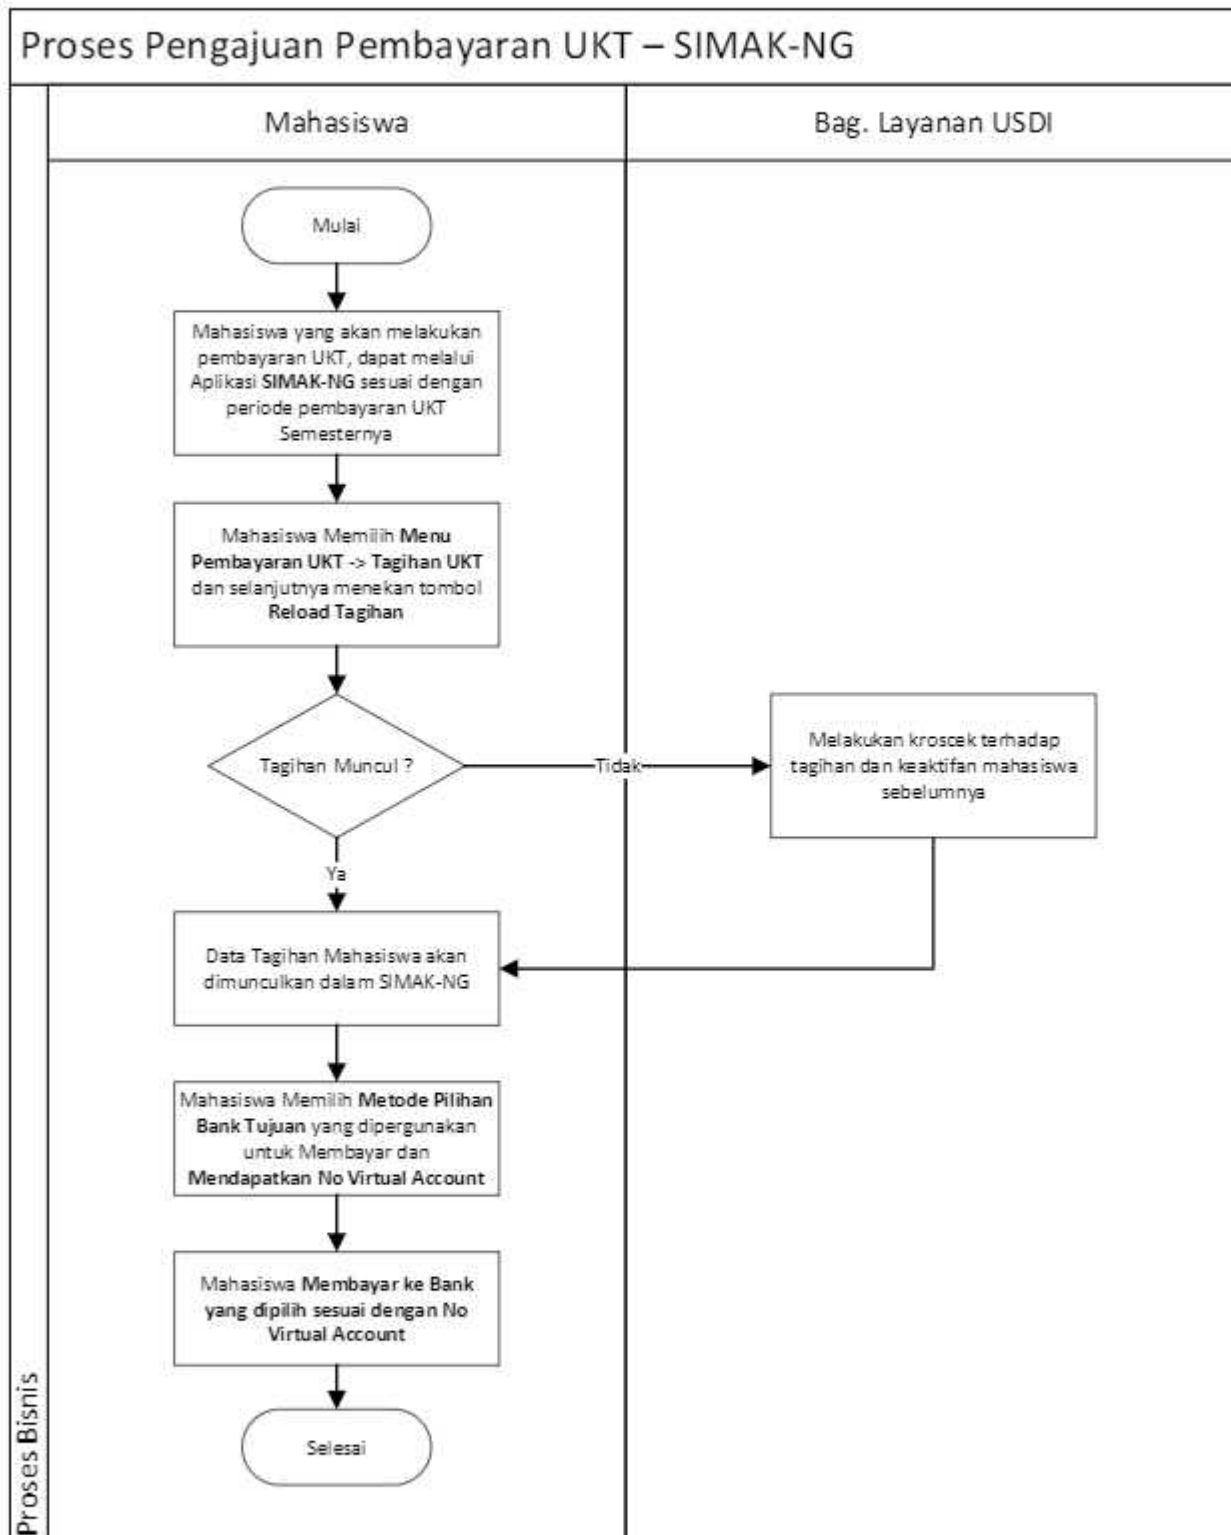 Proses Pengajuan Pembayaran UKT – SIMAK-NG
Mahasiswa
Bag. Layanan USDI
Mulai
Mahasiswa yang akan melakukan
pembayaran UKT, dapat melalui
Aplikasi SIMAK-NG sesuai dengan
periode pembayaran UKT
Semesternya
Mahasiswa Memilih Menu
Pembayaran UKT -> Tagihan UKT
dan selanjutnya menekan tombol
Reload Tagihan
Tagihan Muncul ?
Tidak
Melakukan kroscek terhadap
tagihan dan keaktifan mahasiswa
sebelumnya
Ya
Data Tagihan Mahasiswa akan
dimunculkan dalam SIMAK-NG
Mahasiswa Memilih Metode Pilihan
Bank Tujuan yang dipergunakan
untuk Membayar dan
Mendapatkan No Virtual Account
Mahasiswa Membayar ke Bank
yang dipilih sesuai dengan No
Virtual Account
Selesai
Proses Bisnis